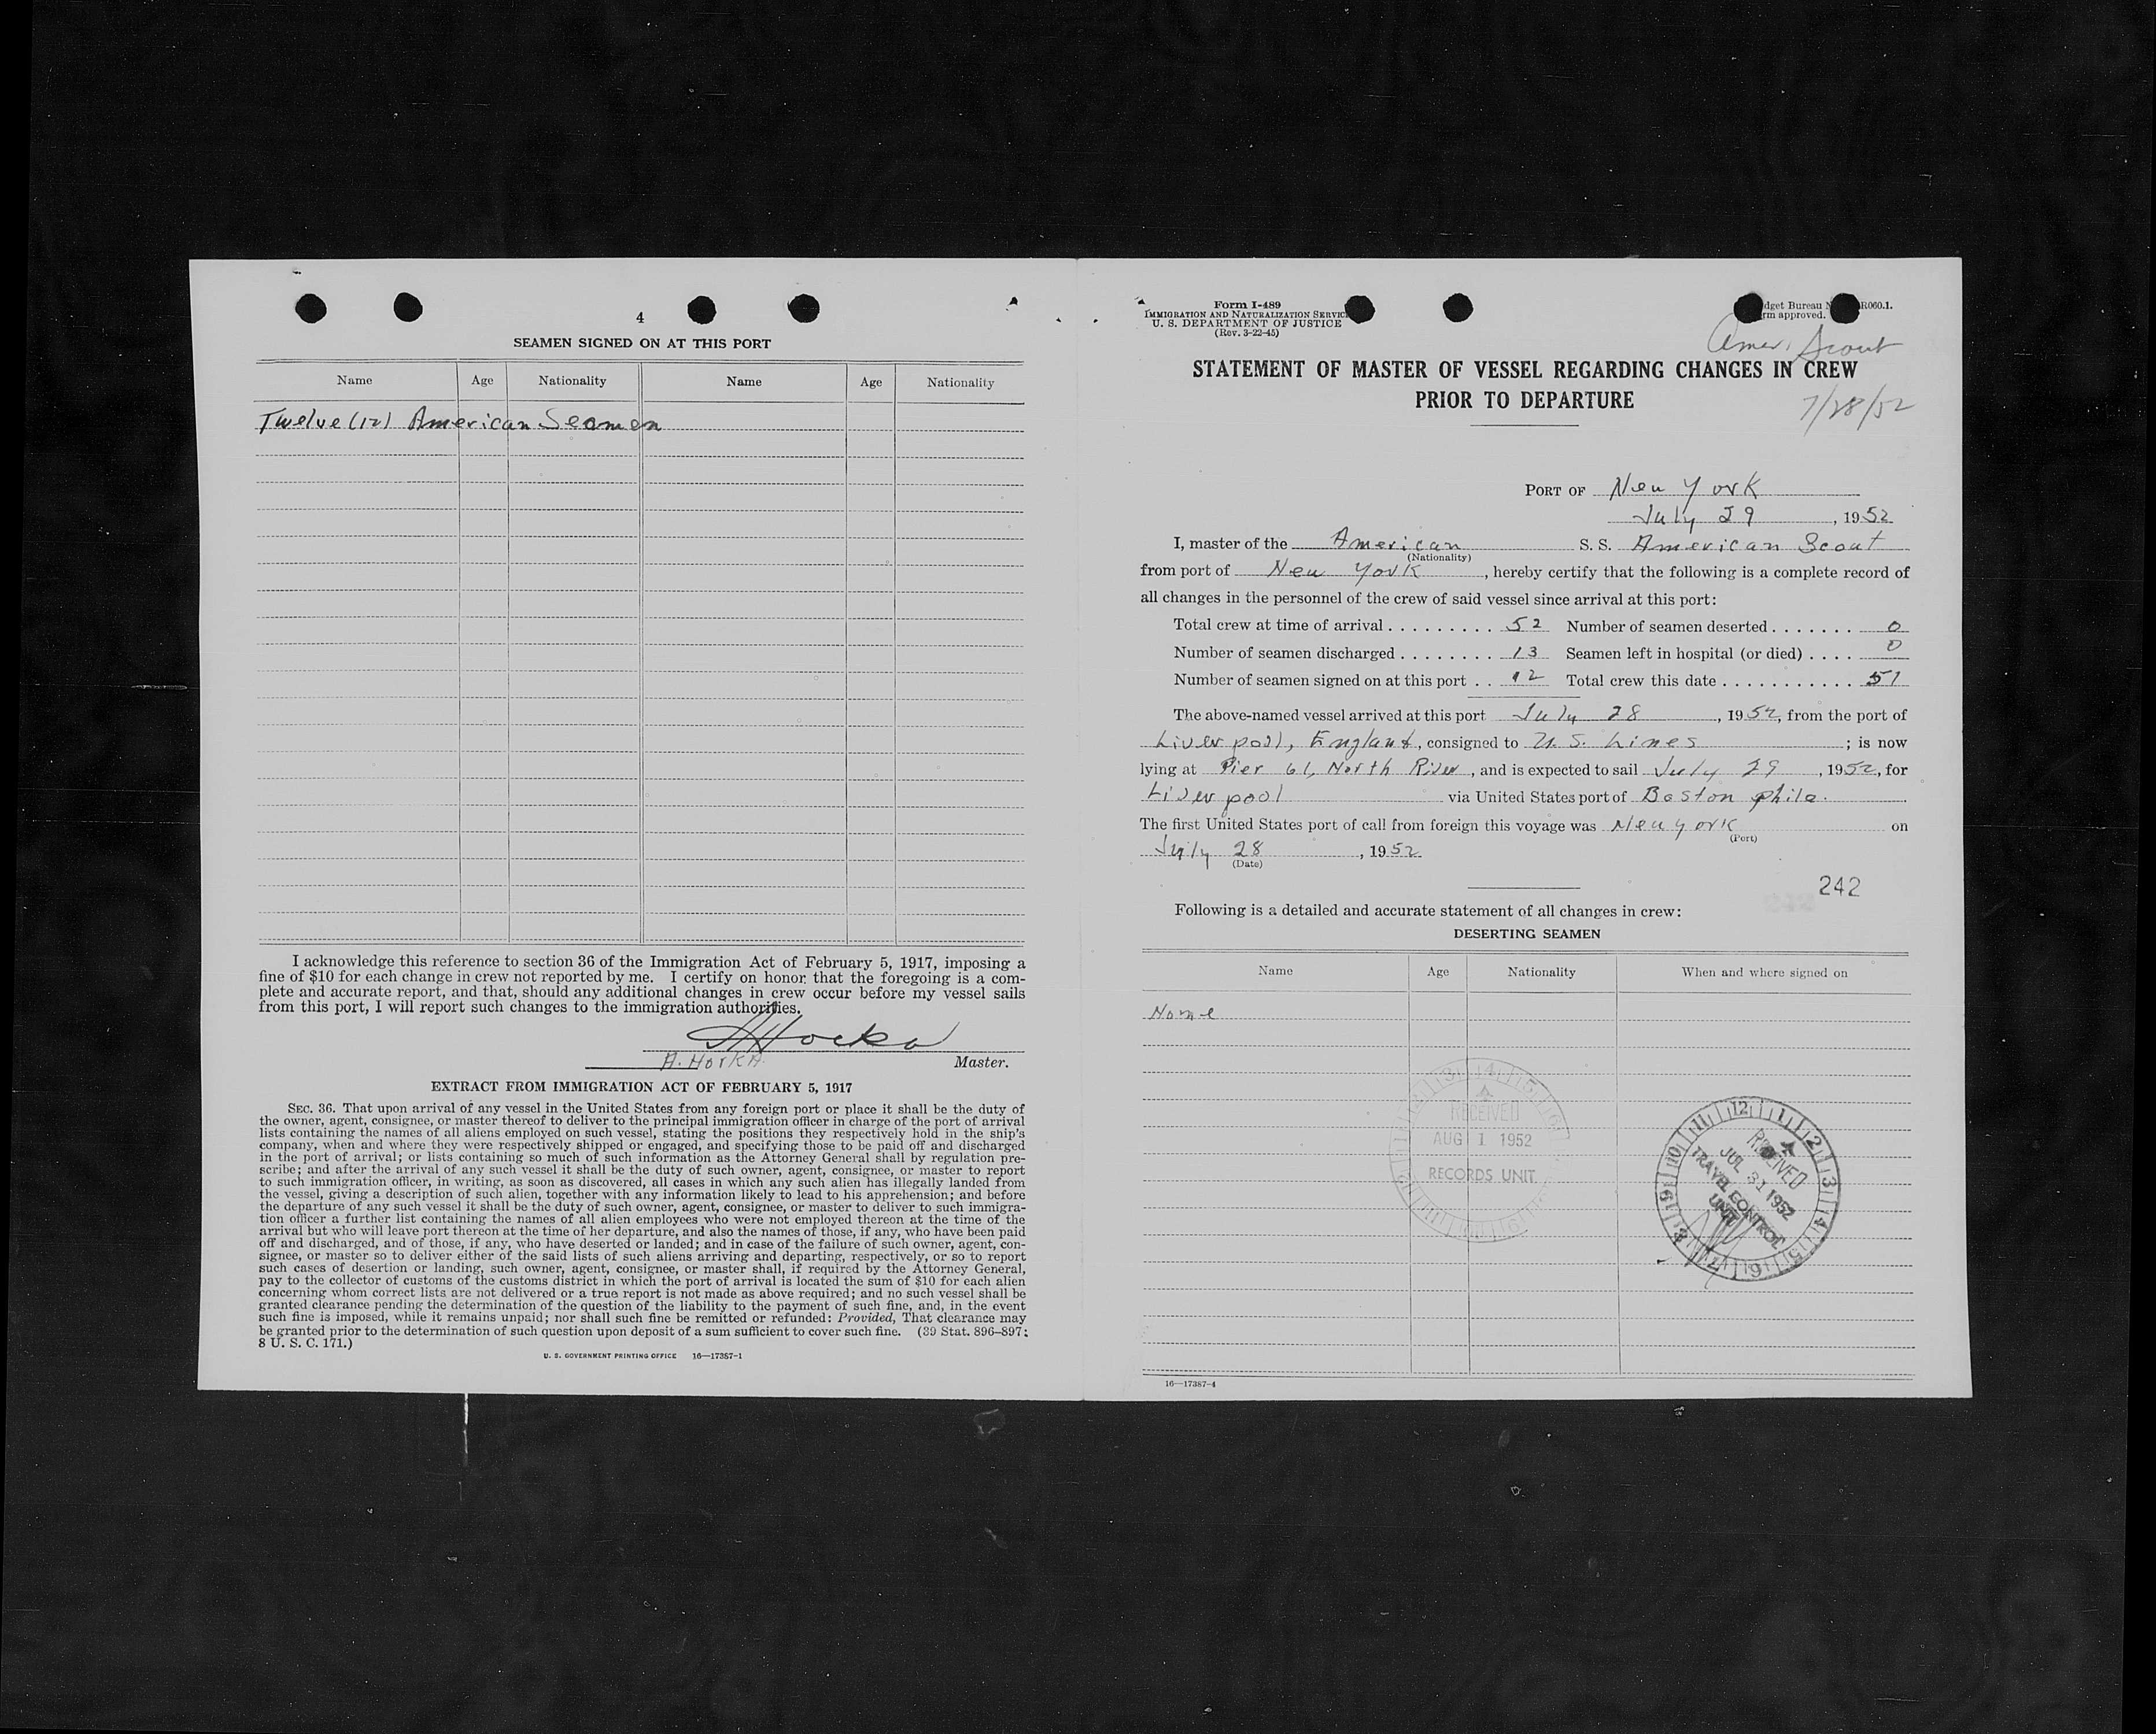 4
SEAMEN SIGNED ON AT THIS PORT
Name Age Nationality Name Age Nationality
Twelve (12) American Seamen
I acknowledge this reference to section 36 of the Immigration Act of February 5, 1917, imposing a
fine of $10 for each change in crew not reported by me. I certify on honor that the foregoing is a com-
plete and accurate report, and that, should any additional changes in crew occur before my vessel sails
from this port, I will report such changes to the immigration authorities.
A. HorKA
Master.
EXTRACT FROM IMMIGRATION ACT OF FEBRUARY 5, 1917
SEC. 36. That upon arrival of any vessel in the United States from any foreign port or place it shall be the duty of
the owner, agent, consignee, or master thereof to deliver to the principal immigration officer in charge of the port of arrival
lists containing the names of all aliens employed on such vessel, stating the positions they respectively hold in the ship's
company, when and where they were respectively shipped or engaged, and specifying those to be paid off and discharged
in the port of arrival; or lists containing so much of such information as the Attorney General shall by regulation pre-
scribe; and after the arrival of any such vessel it shall be the duty of such owner, agent, consignee, or master to report
to such immigration officer, in writing, as soon as discovered, all cases in which any such alien has illegally landed from
the vessel, giving a description of such alien, together with any information likely to lead to his apprehension; and before
the departure of any such vessel it shall be the duty of such owner, agent, consignee, or master to deliver to such immigra-
tion officer a further list containing the names of all alien employees who were not employed thereon at the time of the
arrival but who will leave port thereon at the time of her departure, and also the names of those, if any, who have been paid
off and discharged, and of those, if any, who have deserted or landed; and in case of the failure of such owner, agent, con-
signee, or master so to deliver either of the said lists of such aliens arriving and departing, respectively, or so to report
such cases of desertion or landing, such owner, agent, consignee, or master shall, if required by the Attorney General,
pay to the collector of customs of the customs district in which the port of arrival is located the sum of $10 for each alien
concerning whom correct lists are not delivered or a true report is not made as above required; and no such vessel shall be
granted clearance pending the determination of the question of the liability to the payment of such fine, and, in the event
such fine is imposed, while it remains unpaid; nor shall such fine be remitted or refunded: Provided, That clearance may
be granted prior to the determination of such question upon deposit of a sum sufficient to cover such fine. (39 Stat. 896–897;
8 U. S. C. 171.)
U. S. GOVERNMENT PRINTING OFFICE 16—17387-1
Form I-489
IMMIGRATION AND NATURALIZATION SERVICE
U. S. DEPARTMENT OF JUSTICE
(Rev. 3-22-45)
dget Bureau R060.1.
rm approved.
Amer. Scout
STATEMENT OF MASTER OF VESSEL REGARDING CHANGES IN CREW
PRIOR TO DEPARTURE
7/28/52
PORT OF New York
July 29, 1952
I, master of the American S. S. American Scout
(Nationality)
from port of New York, hereby certify that the following is a complete record of
all changes in the personnel of the crew of said vessel since arrival at this port:
Total crew at time of arrival . . . . . . . . . 52 Number of seamen deserted . . . . . . . 0
Number of seamen discharged . . . . . . . . 13 Seamen left in hospital (or died) . . . . 0
Number of seamen signed on at this port . . 12 Total crew this date . . . . . . . . . . . 51
The above-named vessel arrived at this port July 28, 1952, from the port of
Liverpool, England, consigned to U. S. Lines; is now
lying at Pier 61, North River, and is expected to sail July 29, 1952, for
Liverpool via United States port of Boston Phila.
The first United States port of call from foreign this voyage was New York on
(Port)
July 28, 1952
(Date)
242
Following is a detailed and accurate statement of all changes in crew:
DESERTING SEAMEN
Name Age Nationality When and where signed on
None
RECEIVED
AUG 1 1952
RECORDS UNIT
RECEIVED
JUL 31 1952
TRAVEL CONTROL
UNIT
16—17387-4